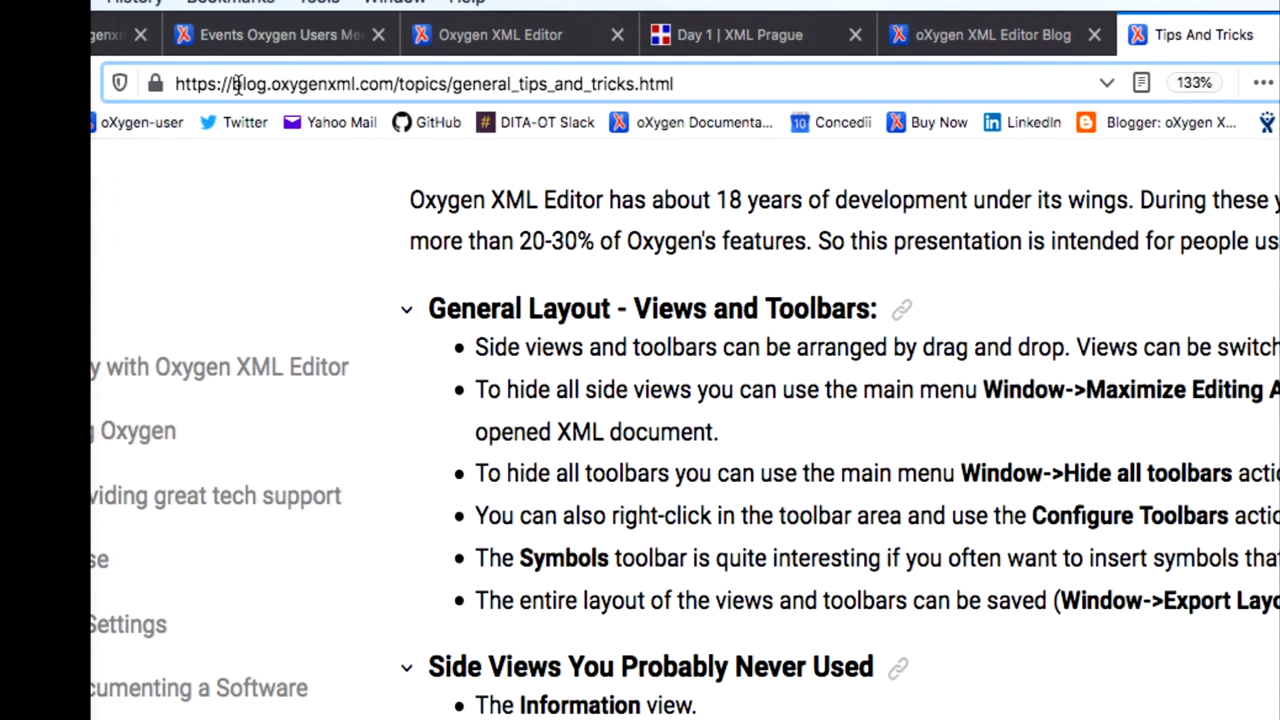 History Bookmarks Tools Window Help
genxn Events Oxygen Users Me Oxygen XML Editor Day 1 | XML Prague oXygen XML Editor Blog Tips And Tricks
https://blog.oxygenxml.com/topics/general_tips_and_tricks.html 133%
oXygen-user Twitter Yahoo Mail GitHub DITA-OT Slack oXygen Documenta... 10 Concedii Buy Now LinkedIn Blogger: oXygen X...
Oxygen XML Editor has about 18 years of development under its wings. During these y
more than 20-30% of Oxygen's features. So this presentation is intended for people us
General Layout - Views and Toolbars:
• Side views and toolbars can be arranged by drag and drop. Views can be switch
y with Oxygen XML Editor
• To hide all side views you can use the main menu Window->Maximize Editing A
opened XML document.
g Oxygen
• To hide all toolbars you can use the main menu Window->Hide all toolbars actio
viding great tech support
• You can also right-click in the toolbar area and use the Configure Toolbars actio
• The Symbols toolbar is quite interesting if you often want to insert symbols that
se
• The entire layout of the views and toolbars can be saved (Window->Export Layo
Settings
Side Views You Probably Never Used
cumenting a Software
• The Information view.